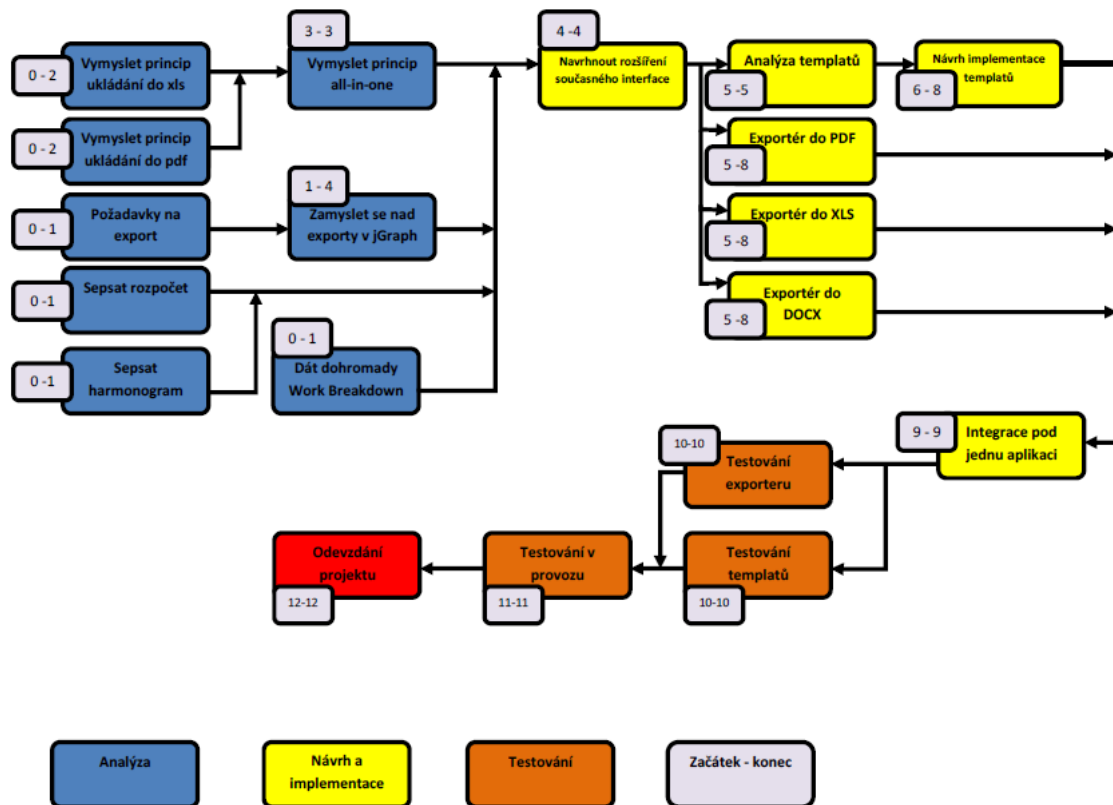 3 - 3
4 -4
0 - 2
Vymyslet princip
ukládání do xls
Vymyslet princip
all-in-one
Navrhnout rozšíření
současného interface
Analýza templatů
5 -5
Návrh implementace
templatů
6 - 8
0 - 2
Vymyslet princip
ukládání do pdf
Exportér do PDF
5 -8
1 - 4
0 - 1
Požadavky na
export
Zamyslet se nad
exporty v jGraph
Exportér do XLS
5 -8
0 -1
Sepsat rozpočet
Exportér do
DOCX
5 -8
0 - 1
0 -1
Sepsat
harmonogram
Dát dohromady
Work Breakdown
9 - 9
Integrace pod
jednu aplikaci
10-10
Testování
exporteru
Odevzdání
projektu
12-12
Testování v
provozu
11-11
Testování
templatů
10-10
Analýza
Návrh a
implementace
Testování
Začátek - konec